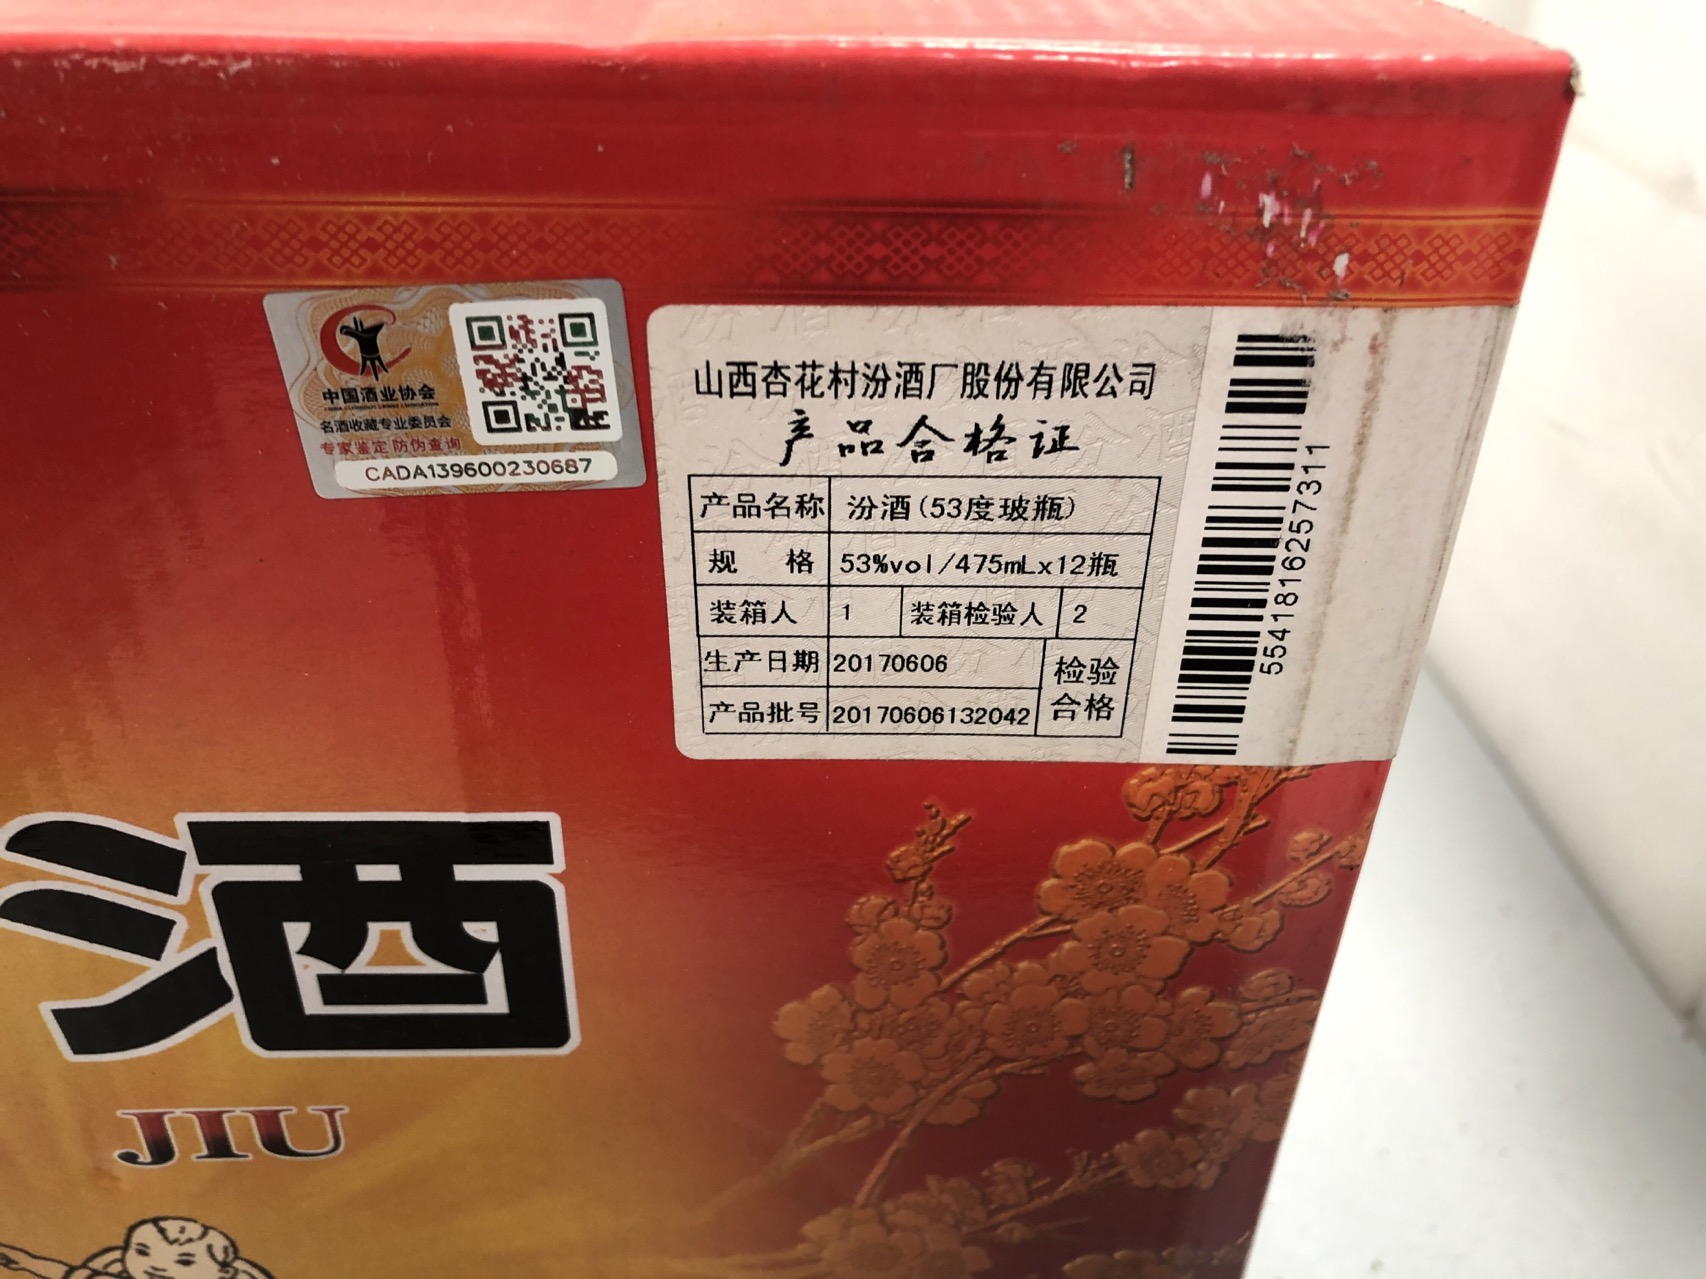 中国酒业协会
名酒收藏专业委员会
专家鉴定 防伪查询
CADA139600230687
山西杏花村汾酒厂股份有限公司
产品合格证
产品名称 汾酒(53度玻瓶)
规 格 53%vol/475mLx12瓶
装箱人 1 装箱检验人 2
生产日期 20170606
检验合格
产品批号 20170606132042
5541816257311
酒
JIU